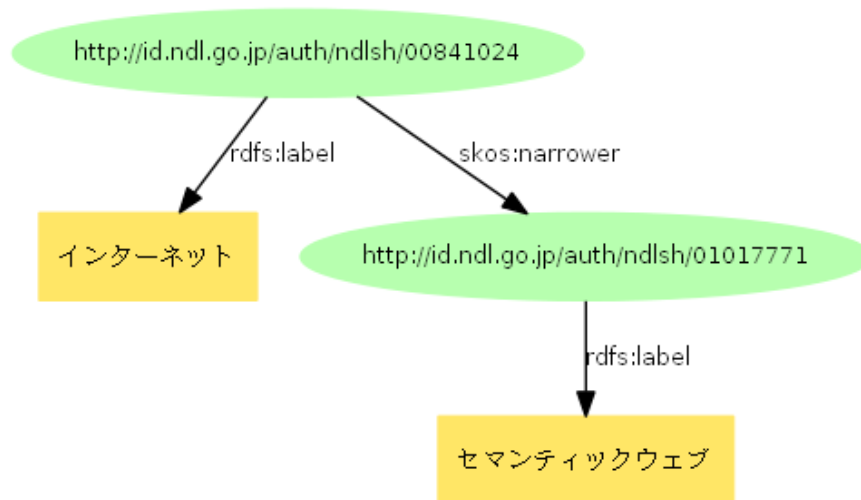 http://id.ndl.go.jp/auth/ndlsh/00841024
rdfs:label
skos:narrower
インターネット
http://id.ndl.go.jp/auth/ndlsh/01017771
rdfs:label
セマンティックウェブ